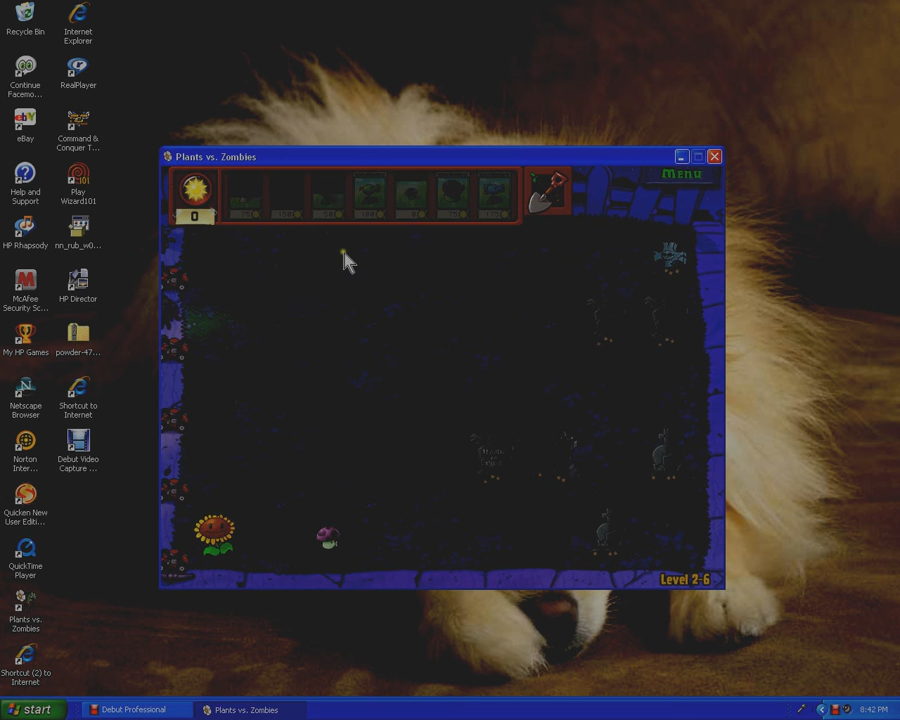 Recycle Bin
Internet
Explorer
Continue
Facemo...
RealPlayer
eBay
Command &
Conquer T...
Help and
Support
Play
Wizard101
HP Rhapsody
nn_rub_w0...
McAfee
Security Sc...
HP Director
My HP Games
powder-47...
Netscape
Browser
Shortcut to
Internet
Norton
Inter...
Debut Video
Capture ...
Quicken New
User Editi...
QuickTime
Player
Plants vs.
Zombies
Shortcut (2) to
Internet
Plants vs. Zombies
0
MENU
Level 2-6
start
Debut Professional
Plants vs. Zombies
8:42 PM